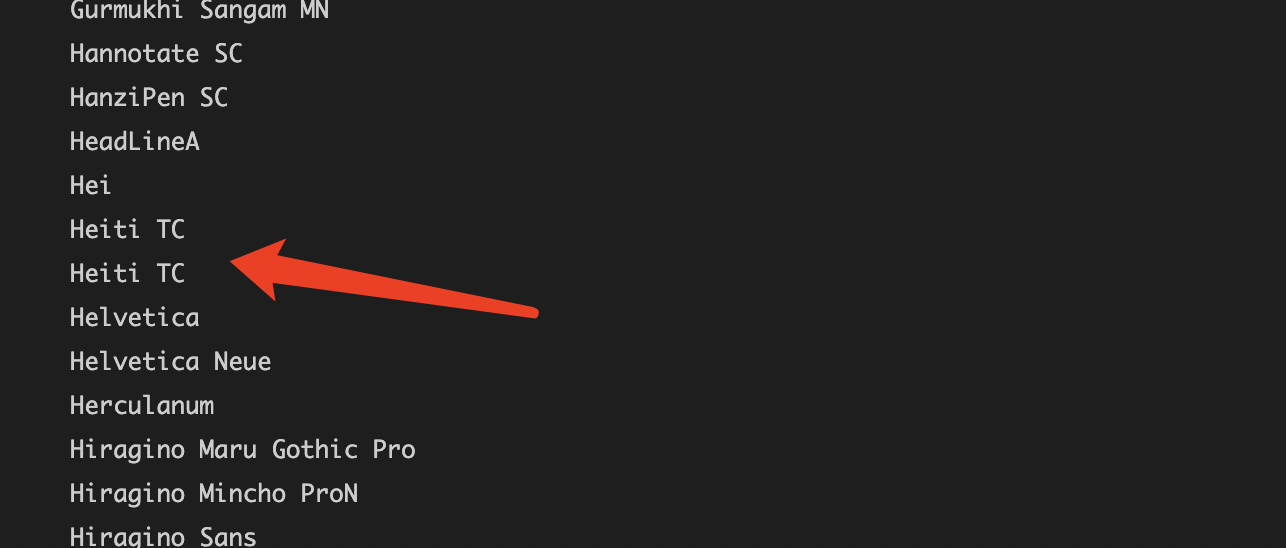 Gurmukhi Sangam MN
Hannotate SC
HanziPen SC
HeadLineA
Hei
Heiti TC
Heiti TC
Helvetica
Helvetica Neue
Herculanum
Hiragino Maru Gothic Pro
Hiragino Mincho ProN
Hiragino Sans